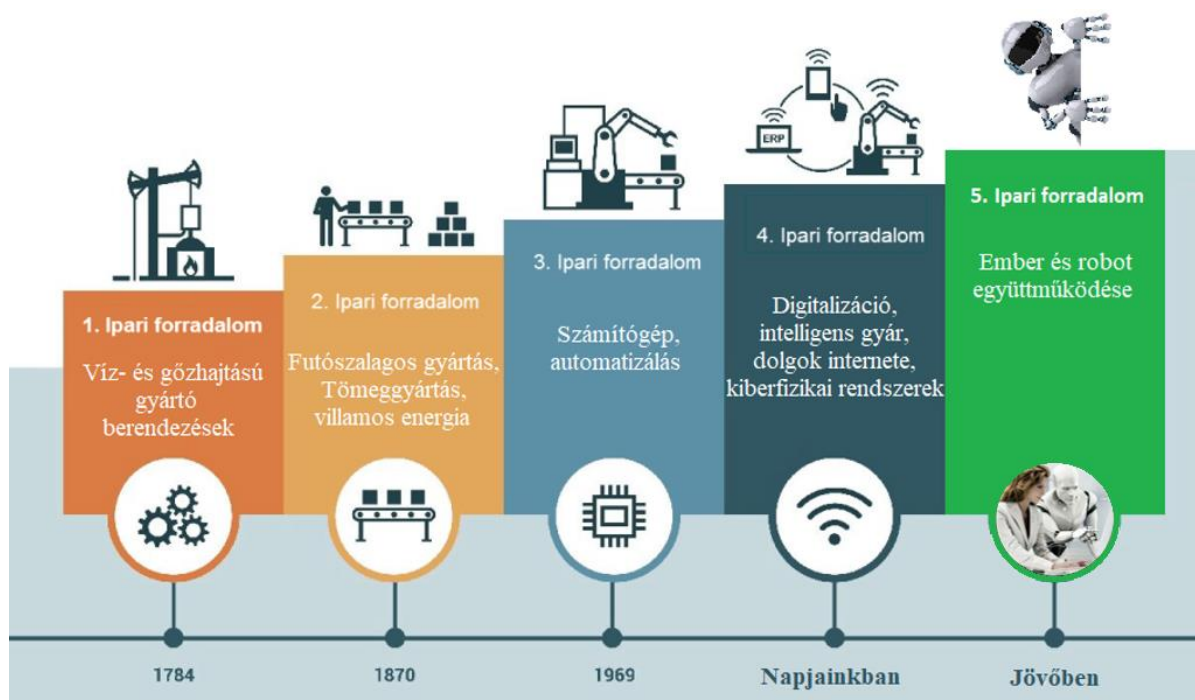 ERP
1. Ipari forradalom
Víz- és gőzhajtású
gyártó
berendezések
2. Ipari forradalom
Futószalagos gyártás,
Tömeggyártás,
villamos energia
3. Ipari forradalom
Számítógép,
automatizálás
4. Ipari forradalom
Digitalizáció,
intelligens gyár,
dolgok internete,
kiberfizikai rendszerek
5. Ipari forradalom
Ember és robot
együttműködése
1784
1870
1969
Napjainkban
Jövőben